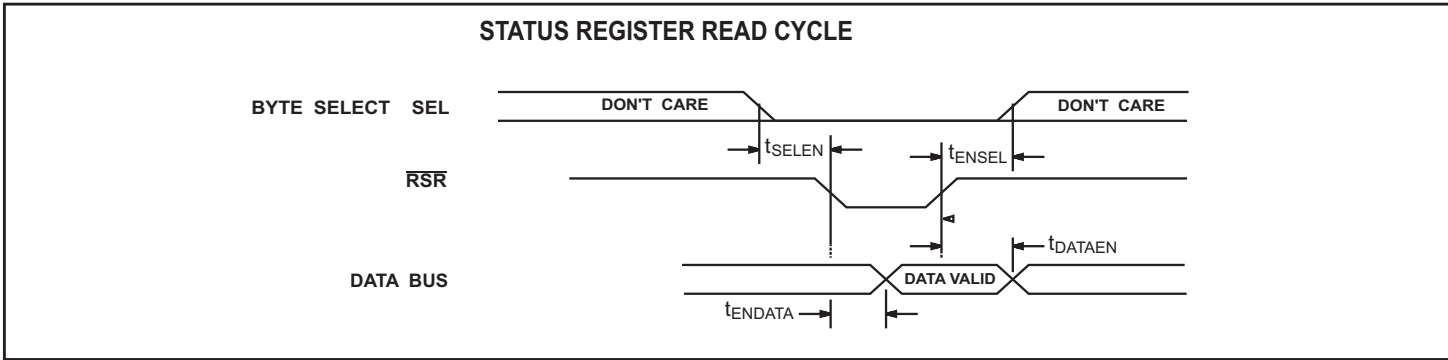 STATUS REGISTER READ CYCLE
BYTE SELECT SEL
DON'T CARE
DON'T CARE
tSELEN
tENSEL
RSR
tDATAEN
DATA BUS
DATA VALID
tENDATA